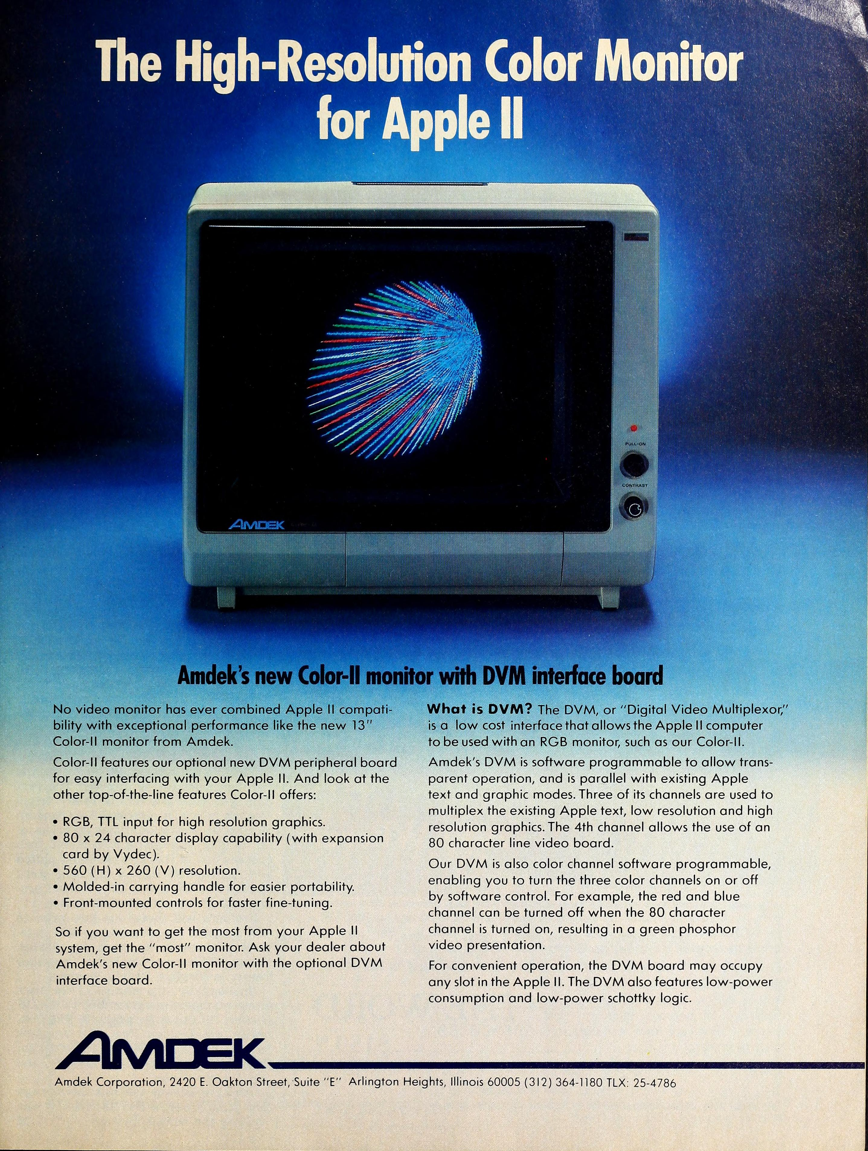 The High-Resolution Color Monitor
for Apple II
PULL-ON
CONTRAST
AMDEK
Amdek's new Color-II monitor with DVM interface board
No video monitor has ever combined Apple II compati-
bility with exceptional performance like the new 13"
Color-II monitor from Amdek.
Color-II features our optional new DVM peripheral board
for easy interfacing with your Apple II. And look at the
other top-of-the-line features Color-II offers:
• RGB, TTL input for high resolution graphics.
• 80 x 24 character display capability (with expansion
card by Vydec).
• 560 (H) x 260 (V) resolution.
• Molded-in carrying handle for easier portability.
• Front-mounted controls for faster fine-tuning.
So if you want to get the most from your Apple II
system, get the "most" monitor. Ask your dealer about
Amdek's new Color-II monitor with the optional DVM
interface board.
What is DVM? The DVM, or "Digital Video Multiplexor,"
is a low cost interface that allows the Apple II computer
to be used with an RGB monitor, such as our Color-II.
Amdek's DVM is software programmable to allow trans-
parent operation, and is parallel with existing Apple
text and graphic modes. Three of its channels are used to
multiplex the existing Apple text, low resolution and high
resolution graphics. The 4th channel allows the use of an
80 character line video board.
Our DVM is also color channel software programmable,
enabling you to turn the three color channels on or off
by software control. For example, the red and blue
channel can be turned off when the 80 character
channel is turned on, resulting in a green phosphor
video presentation.
For convenient operation, the DVM board may occupy
any slot in the Apple II. The DVM also features low-power
consumption and low-power schottky logic.
AMDEK
Amdek Corporation, 2420 E. Oakton Street, Suite "E" Arlington Heights, Illinois 60005 (312) 364-1180 TLX: 25-4786